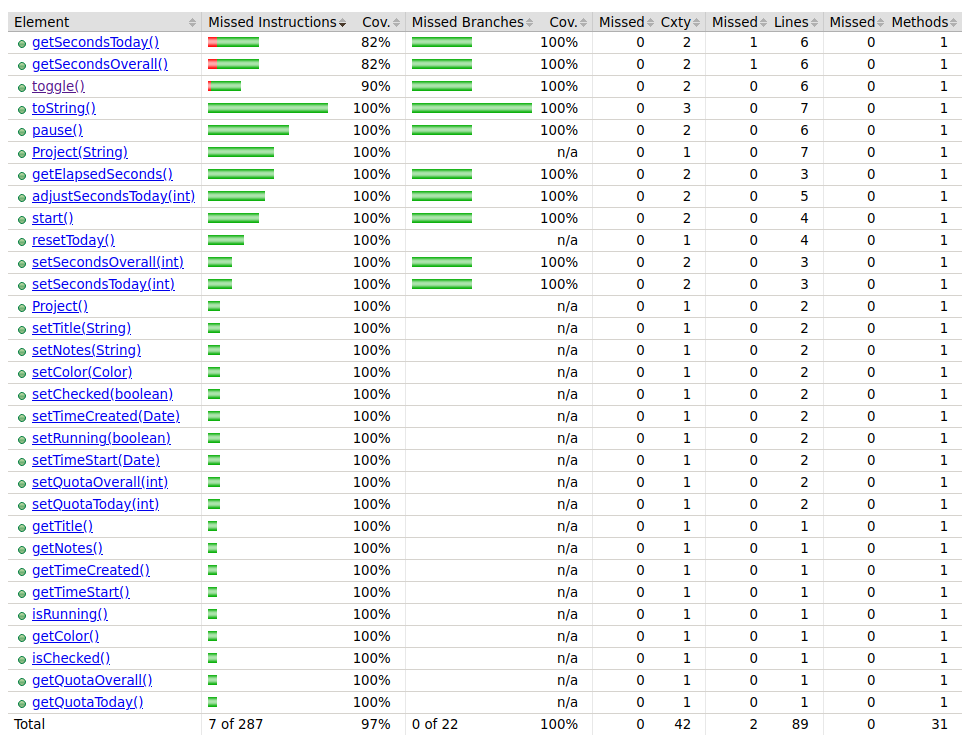 Element Missed Instructions Cov. Missed Branches Cov. Missed Cxty Missed Lines Missed Methods
getSecondsToday() 82% 100% 0 2 1 6 0 1
getSecondsOverall() 82% 100% 0 2 1 6 0 1
toggle() 90% 100% 0 2 0 6 0 1
toString() 100% 100% 0 3 0 7 0 1
pause() 100% 100% 0 2 0 6 0 1
Project(String) 100% n/a 0 1 0 7 0 1
getElapsedSeconds() 100% 100% 0 2 0 3 0 1
adjustSecondsToday(int) 100% 100% 0 2 0 5 0 1
start() 100% 100% 0 2 0 4 0 1
resetToday() 100% n/a 0 1 0 4 0 1
setSecondsOverall(int) 100% 100% 0 2 0 3 0 1
setSecondsToday(int) 100% 100% 0 2 0 3 0 1
Project() 100% n/a 0 1 0 2 0 1
setTitle(String) 100% n/a 0 1 0 2 0 1
setNotes(String) 100% n/a 0 1 0 2 0 1
setColor(Color) 100% n/a 0 1 0 2 0 1
setChecked(boolean) 100% n/a 0 1 0 2 0 1
setTimeCreated(Date) 100% n/a 0 1 0 2 0 1
setRunning(boolean) 100% n/a 0 1 0 2 0 1
setTimeStart(Date) 100% n/a 0 1 0 2 0 1
setQuotaOverall(int) 100% n/a 0 1 0 2 0 1
setQuotaToday(int) 100% n/a 0 1 0 2 0 1
getTitle() 100% n/a 0 1 0 1 0 1
getNotes() 100% n/a 0 1 0 1 0 1
getTimeCreated() 100% n/a 0 1 0 1 0 1
getTimeStart() 100% n/a 0 1 0 1 0 1
isRunning() 100% n/a 0 1 0 1 0 1
getColor() 100% n/a 0 1 0 1 0 1
isChecked() 100% n/a 0 1 0 1 0 1
getQuotaOverall() 100% n/a 0 1 0 1 0 1
getQuotaToday() 100% n/a 0 1 0 1 0 1
Total 7 of 287 97% 0 of 22 100% 0 42 2 89 0 31